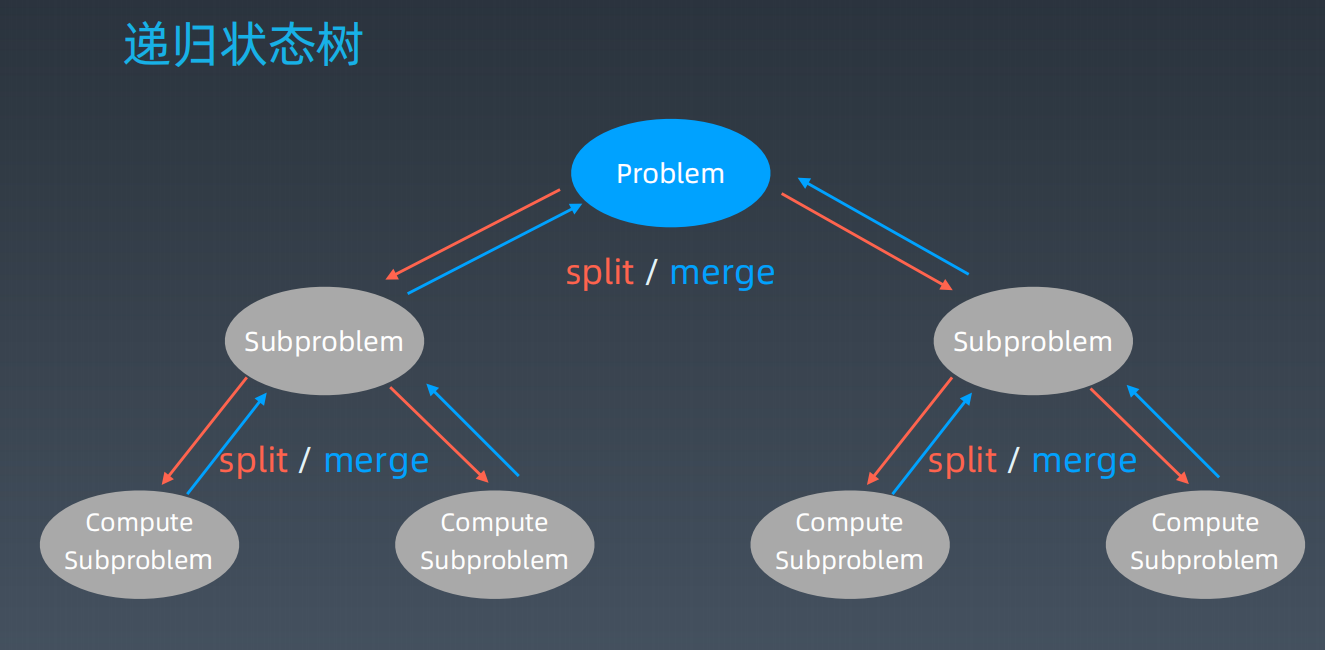 递归状态树
Problem
split / merge
Subproblem
Subproblem
split / merge
split / merge
Compute
Subproblem
Compute
Subproblem
Compute
Subproblem
Compute
Subproblem